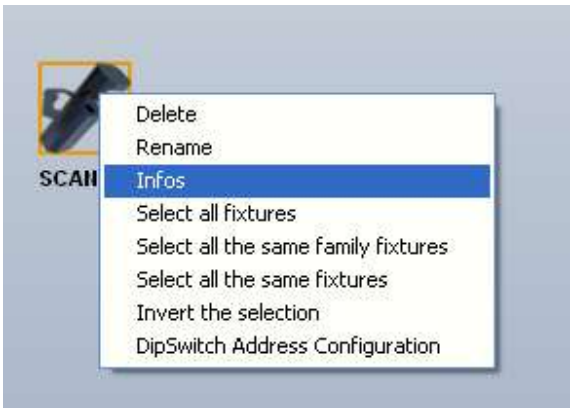 SCAN
Delete
Rename
Infos
Select all fixtures
Select all the same family fixtures
Select all the same fixtures
Invert the selection
DipSwitch Address Configuration